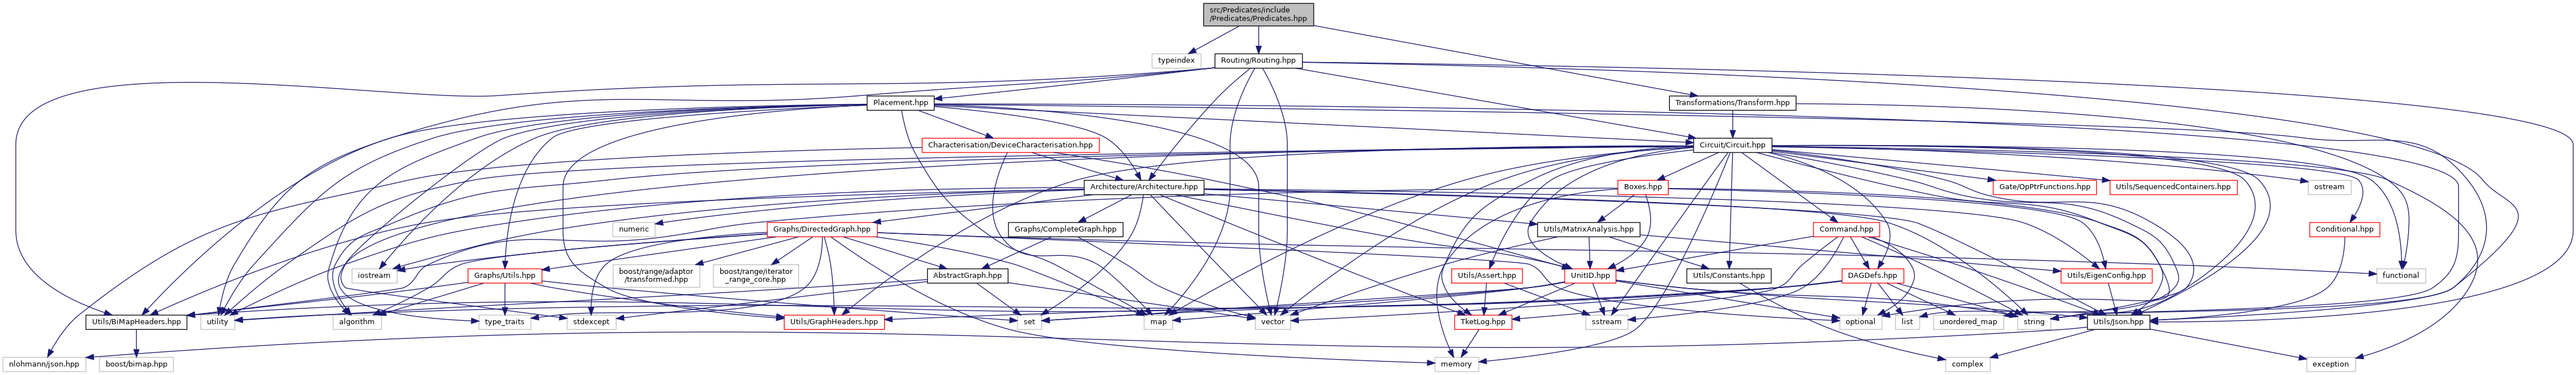 src/Predicates/include
/Predicates/Predicates.hpp
typeindex
Routing/Routing.hpp
Placement.hpp
Transformations/Transform.hpp
Characterisation/DeviceCharacterisation.hpp
Circuit/Circuit.hpp
Architecture/Architecture.hpp
Boxes.hpp
Gate/OpPtrFunctions.hpp
Utils/SequencedContainers.hpp
ostream
numeric
Graphs/DirectedGraph.hpp
Graphs/CompleteGraph.hpp
Utils/MatrixAnalysis.hpp
Command.hpp
Conditional.hpp
iostream
Graphs/Utils.hpp
boost/range/adaptor
/transformed.hpp
boost/range/iterator
_range_core.hpp
AbstractGraph.hpp
Utils/Assert.hpp
UnitID.hpp
Utils/Constants.hpp
DAGDefs.hpp
Utils/EigenConfig.hpp
functional
Utils/BiMapHeaders.hpp
utility
algorithm
type_traits
stdexcept
Utils/GraphHeaders.hpp
set
map
vector
TketLog.hpp
sstream
optional
list
unordered_map
string
Utils/Json.hpp
nlohmann/json.hpp
boost/bimap.hpp
memory
complex
exception